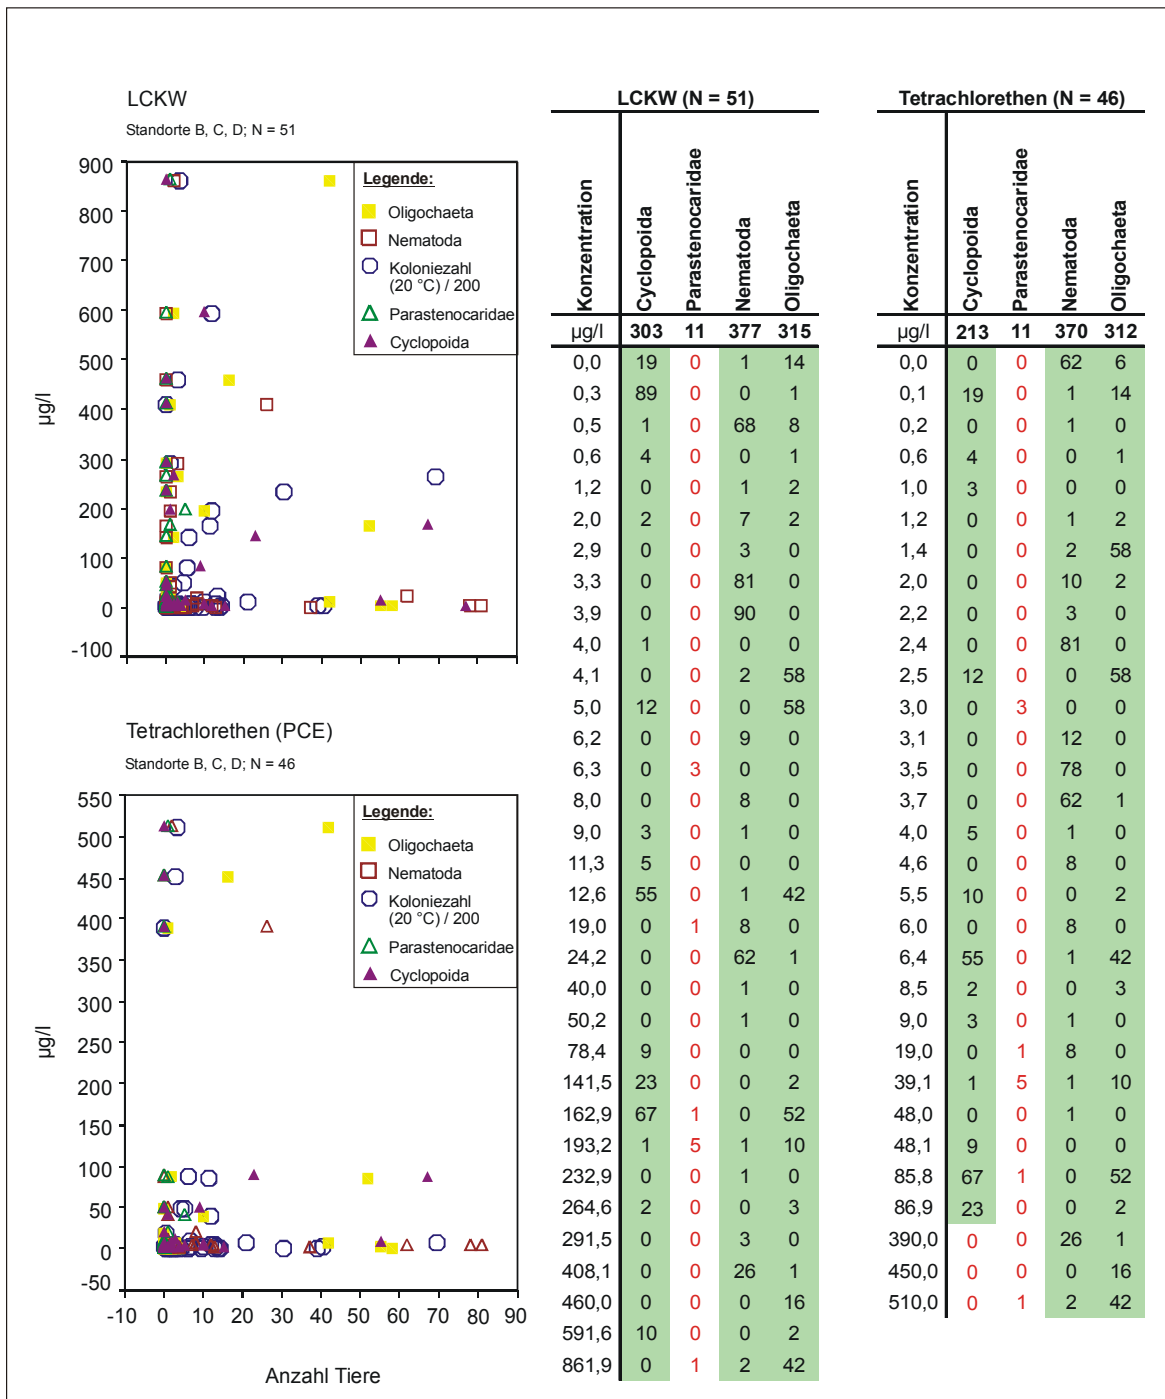 LCKW
Standorte B, C, D; N = 51
900
800
700
600
500
400
300
200
100
0
-100
µg/l
Legende:
Oligochaeta
Nematoda
Koloniezahl
(20 °C) / 200
Parastenocaridae
Cyclopoida
Tetrachlorethen (PCE)
Standorte B, C, D; N = 46
550
500
450
400
350
300
250
200
150
100
50
0
-50
µg/l
Legende:
Oligochaeta
Nematoda
Koloniezahl
(20 °C) / 200
Parastenocaridae
Cyclopoida
-10 0 10 20 30 40 50 60 70 80 90
Anzahl Tiere
LCKW (N = 51)
Konzentration Cyclopoida Parastenocaridae Nematoda Oligochaeta
µg/l 303 11 377 315
0,0 19 0 1 14
0,3 89 0 0 1
0,5 1 0 68 8
0,6 4 0 0 1
1,2 0 0 1 2
2,0 2 0 7 2
2,9 0 0 3 0
3,3 0 0 81 0
3,9 0 0 90 0
4,0 1 0 0 0
4,1 0 0 2 58
5,0 12 0 0 58
6,2 0 0 9 0
6,3 0 3 0 0
8,0 0 0 8 0
9,0 3 0 1 0
11,3 5 0 0 0
12,6 55 0 1 42
19,0 0 1 8 0
24,2 0 0 62 1
40,0 0 0 1 0
50,2 0 0 1 0
78,4 9 0 0 0
141,5 23 0 0 2
162,9 67 1 0 52
193,2 1 5 1 10
232,9 0 0 1 0
264,6 2 0 0 3
291,5 0 0 3 0
408,1 0 0 26 1
460,0 0 0 0 16
591,6 10 0 0 2
861,9 0 1 2 42
Tetrachlorethen (N = 46)
Konzentration Cyclopoida Parastenocaridae Nematoda Oligochaeta
µg/l 213 11 370 312
0,0 0 0 62 6
0,1 19 0 1 14
0,2 0 0 1 0
0,6 4 0 0 1
1,0 3 0 0 0
1,2 0 0 1 2
1,4 0 0 2 58
2,0 0 0 10 2
2,2 0 0 3 0
2,4 0 0 81 0
2,5 12 0 0 58
3,0 0 3 0 0
3,1 0 0 12 0
3,5 0 0 78 0
3,7 0 0 62 1
4,0 5 0 1 0
4,6 0 0 8 0
5,5 10 0 0 2
6,0 0 0 8 0
6,4 55 0 1 42
8,5 2 0 0 3
9,0 3 0 1 0
19,0 0 1 8 0
39,1 1 5 1 10
48,0 0 0 1 0
48,1 9 0 0 0
85,8 67 1 0 52
86,9 23 0 0 2
390,0 0 0 26 1
450,0 0 0 0 16
510,0 0 1 2 42